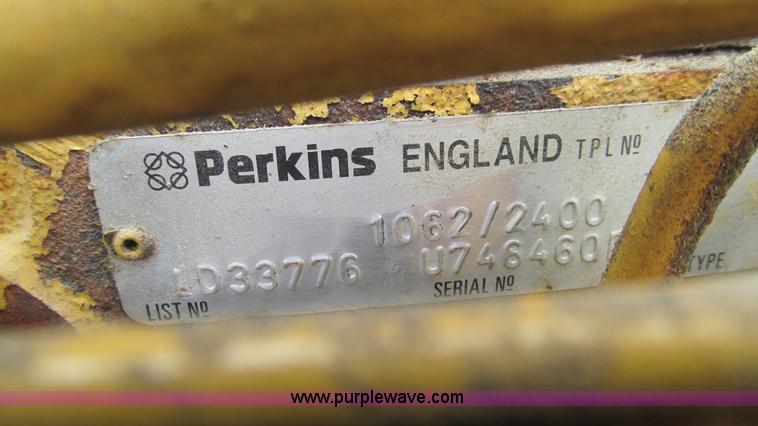 Perkins ENGLAND TPL Nº
1062/2400
LD33776 U746460
LIST Nº SERIAL Nº TYPE
www.purplewave.com